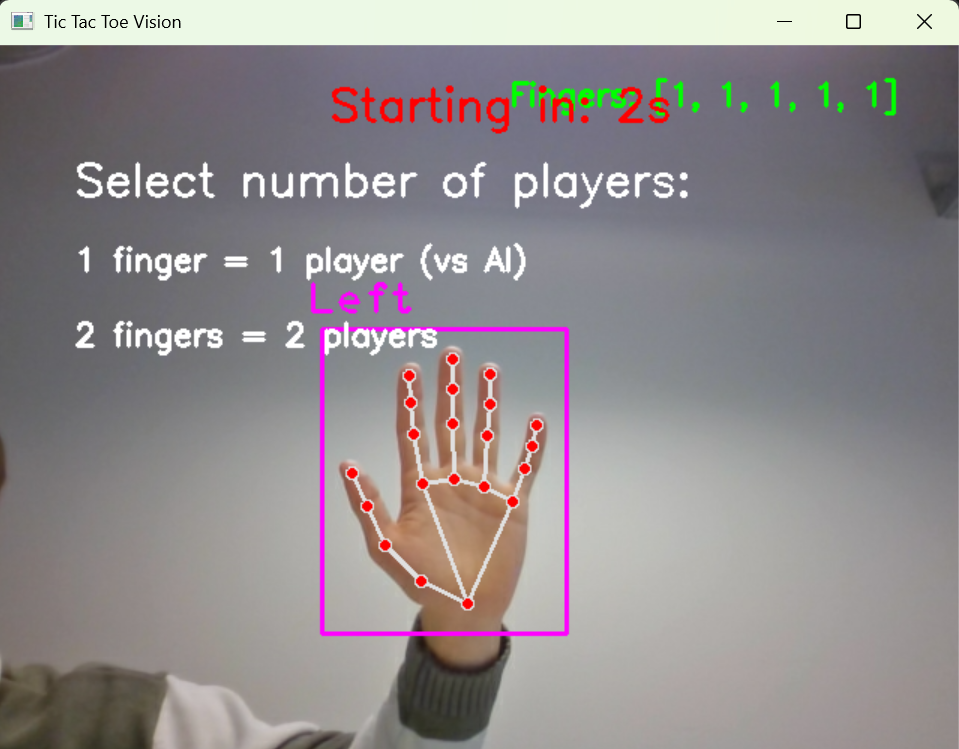 Tic Tac Toe Vision
Fingers: [1, 1, 1, 1, 1]
Starting in: 2s
Select number of players:
1 finger = 1 player (vs AI)
Left
2 fingers = 2 players